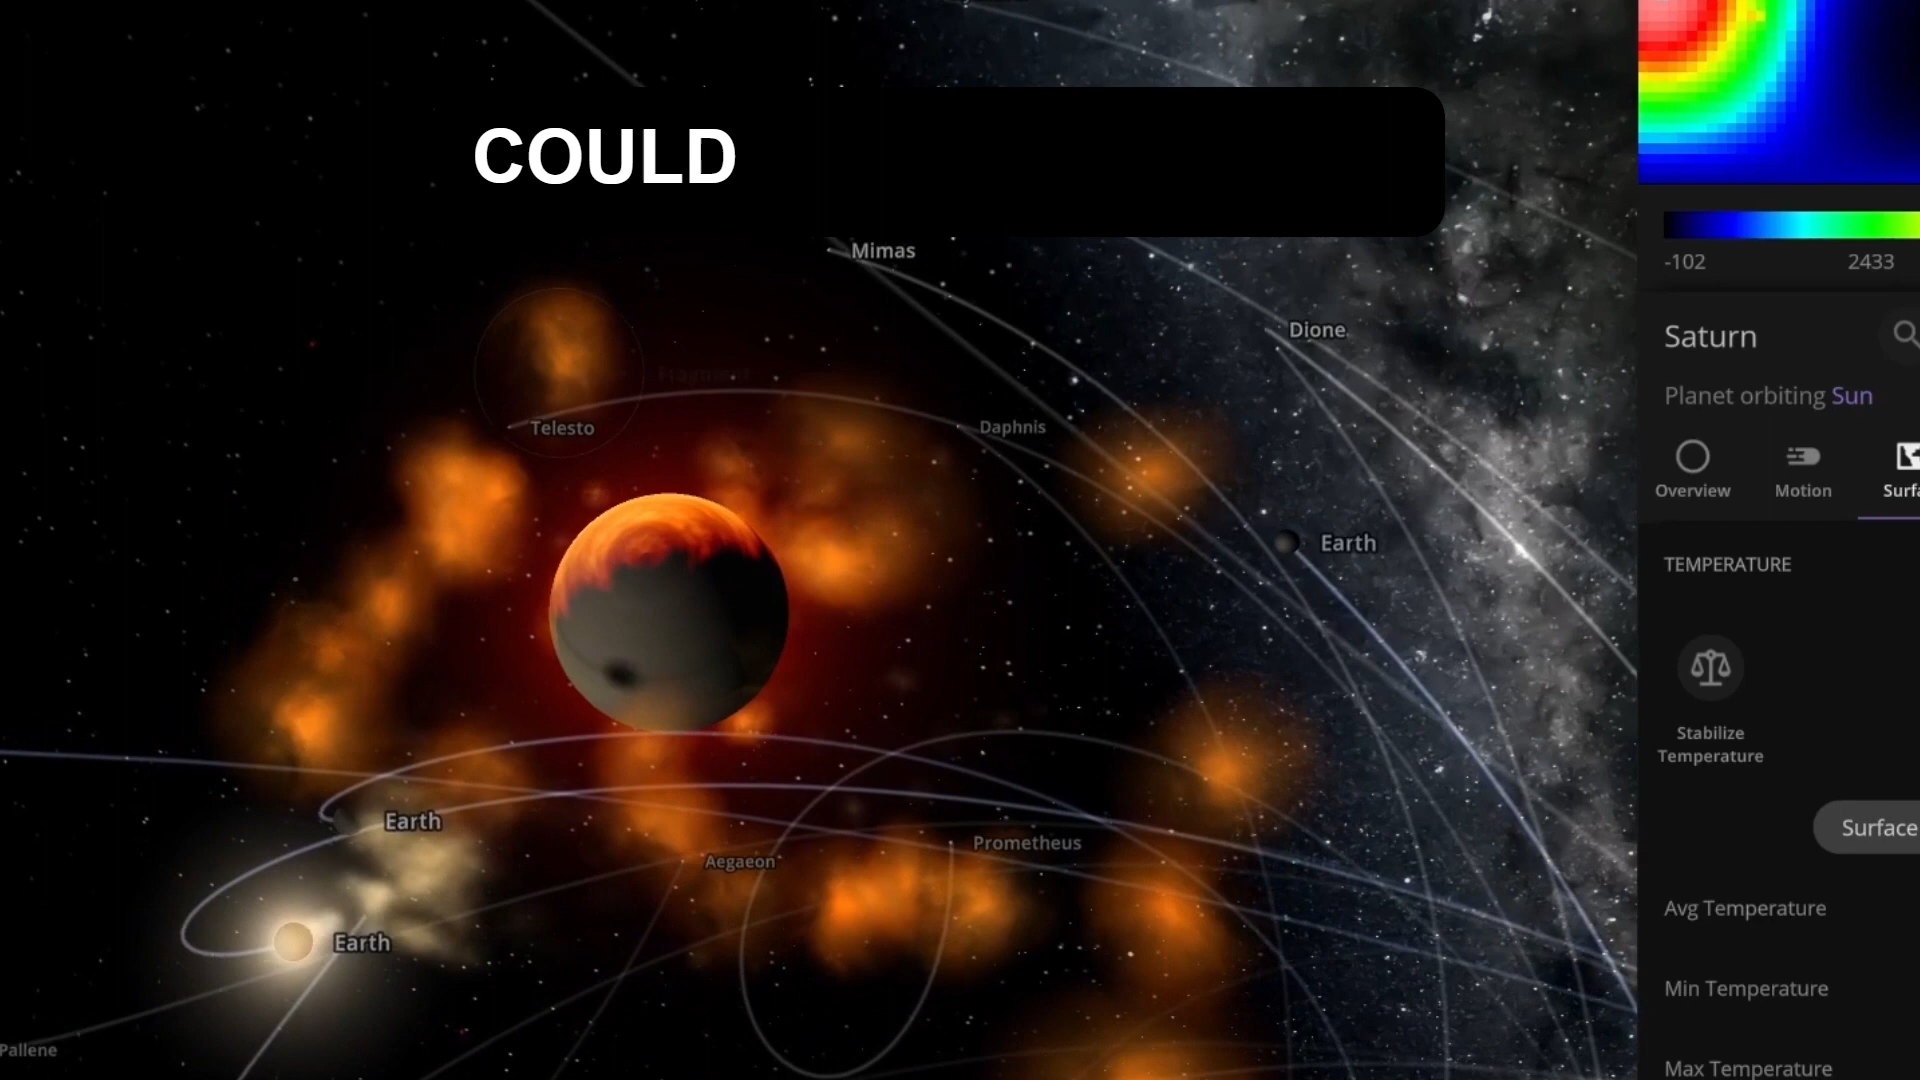 COULD
Mimas
Dione
Fragment
Telesto
Daphnis
Earth
Earth
Prometheus
Aegaeon
Earth
Pallene
-102
2433
Saturn
Planet orbiting Sun
Overview
Motion
TEMPERATURE
Stabilize
Temperature
Surface
Avg Temperature
Min Temperature
Max Temperature